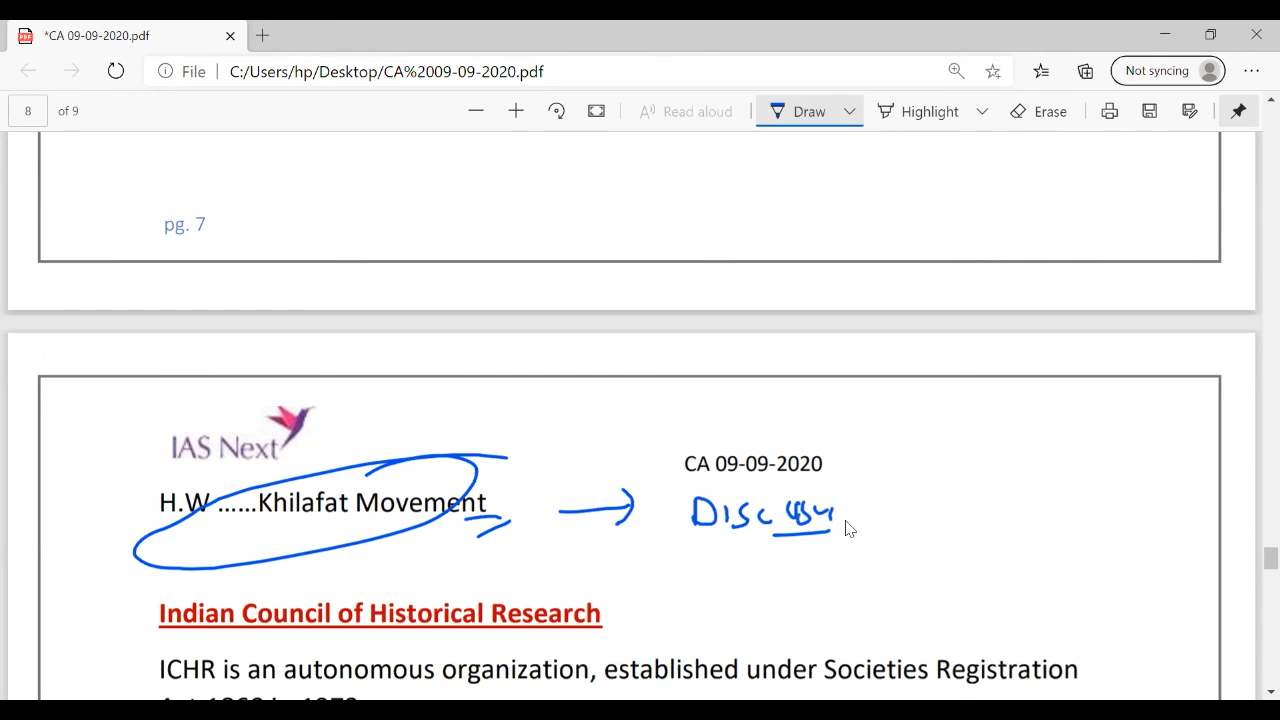 *CA 09-09-2020.pdf
File C:/Users/hp/Desktop/CA%2009-09-2020.pdf Not syncing
8 of 9 Read aloud Draw Highlight Erase
pg. 7
IAS Next
CA 09-09-2020
H.W ......Khilafat Movement
Indian Council of Historical Research
ICHR is an autonomous organization, established under Societies Registration